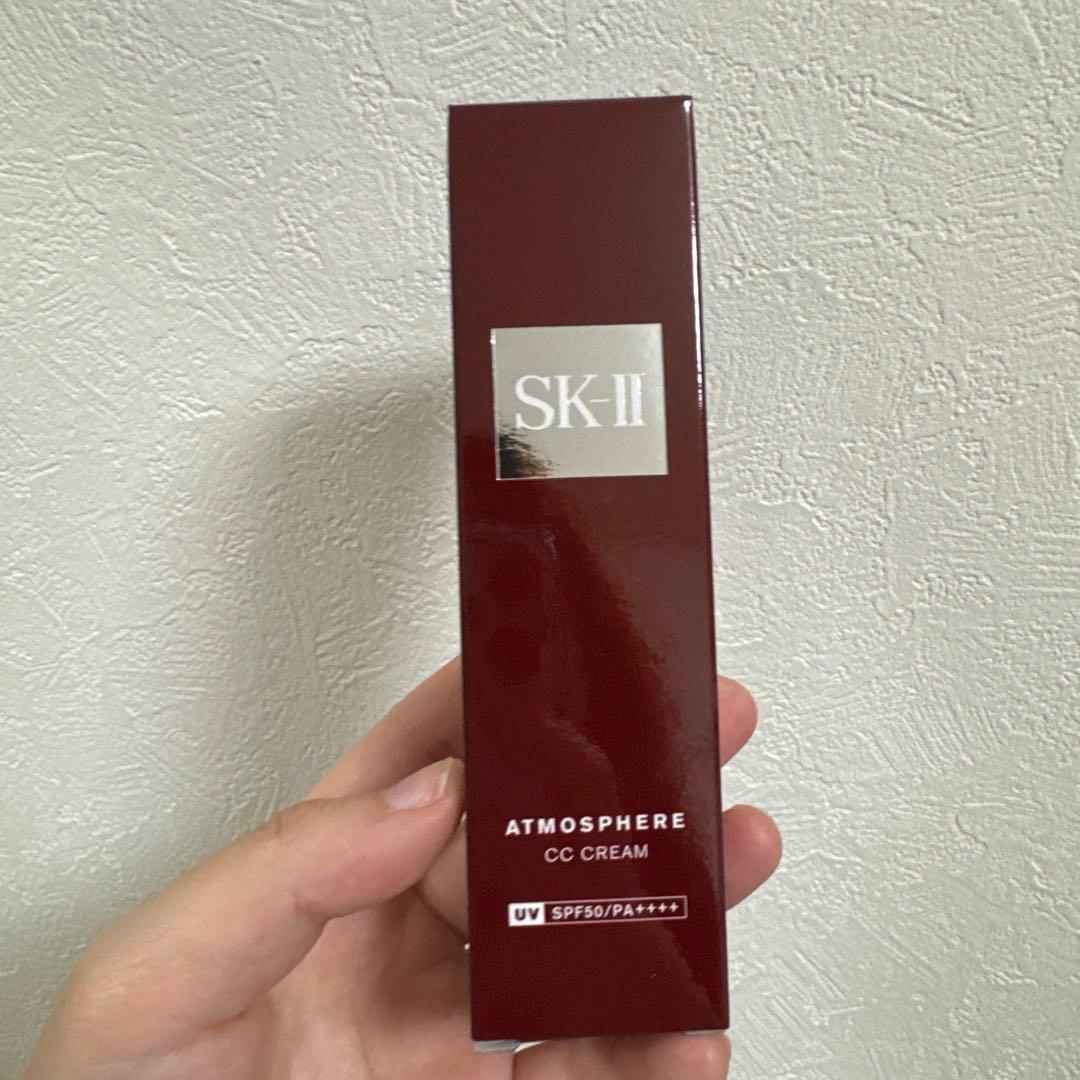 SK-II
ATMOSPHERE
CC CREAM
UV SPF50/PA++++